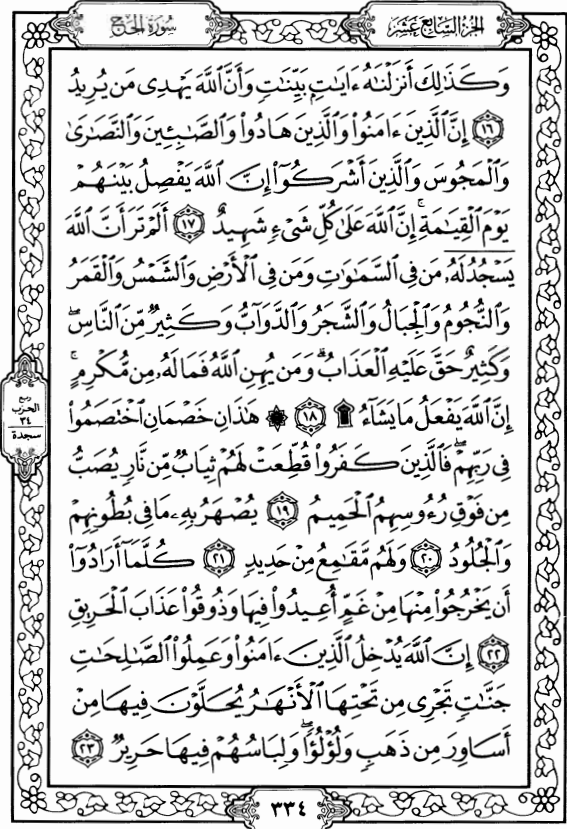 الجزء السابع عشر
سورة الحج
وَكَذَٰلِكَ أَنزَلْنَٰهُ ءَايَٰتٍۭ بَيِّنَٰتٍ وَأَنَّ ٱللَّهَ يَهْدِى مَن يُرِيدُ
١٦ إِنَّ ٱلَّذِينَ ءَامَنُوا۟ وَٱلَّذِينَ هَادُوا۟ وَٱلصَّٰبِـِٔينَ وَٱلنَّصَٰرَىٰ
وَٱلْمَجُوسَ وَٱلَّذِينَ أَشْرَكُوٓا۟ إِنَّ ٱللَّهَ يَفْصِلُ بَيْنَهُمْ
يَوْمَ ٱلْقِيَٰمَةِ ۚ إِنَّ ٱللَّهَ عَلَىٰ كُلِّ شَىْءٍ شَهِيدٌ ١٧ أَلَمْ تَرَ أَنَّ ٱللَّهَ
يَسْجُدُ لَهُۥ مَن فِى ٱلسَّمَٰوَٰتِ وَمَن فِى ٱلْأَرْضِ وَٱلشَّمْسُ وَٱلْقَمَرُ
وَٱلنُّجُومُ وَٱلْجِبَالُ وَٱلشَّجَرُ وَٱلدَّوَآبُّ وَكَثِيرٌ مِّنَ ٱلنَّاسِ ۖ
وَكَثِيرٌ حَقَّ عَلَيْهِ ٱلْعَذَابُ ۗ وَمَن يُهِنِ ٱللَّهُ فَمَا لَهُۥ مِن مُّكْرِمٍ ۚ
إِنَّ ٱللَّهَ يَفْعَلُ مَا يَشَآءُ ۩ ١٨ ۞ هَٰذَانِ خَصْمَانِ ٱخْتَصَمُوا۟
فِى رَبِّهِمْ ۖ فَٱلَّذِينَ كَفَرُوا۟ قُطِّعَتْ لَهُمْ ثِيَابٌ مِّن نَّارٍ يُصَبُّ
مِن فَوْقِ رُءُوسِهِمُ ٱلْحَمِيمُ ١٩ يُصْهَرُ بِهِۦ مَا فِى بُطُونِهِمْ
وَٱلْجُلُودُ ٢٠ وَلَهُم مَّقَٰمِعُ مِنْ حَدِيدٍ ٢١ كُلَّمَآ أَرَادُوٓا۟
أَن يَخْرُجُوا۟ مِنْهَا مِنْ غَمٍّ أُعِيدُوا۟ فِيهَا وَذُوقُوا۟ عَذَابَ ٱلْحَرِيقِ
٢٢ إِنَّ ٱللَّهَ يُدْخِلُ ٱلَّذِينَ ءَامَنُوا۟ وَعَمِلُوا۟ ٱلصَّٰلِحَٰتِ
جَنَّٰتٍ تَجْرِى مِن تَحْتِهَا ٱلْأَنْهَٰرُ يُحَلَّوْنَ فِيهَا مِنْ
أَسَاوِرَ مِن ذَهَبٍ وَلُؤْلُؤًا ۖ وَلِبَاسُهُمْ فِيهَا حَرِيرٌ ٢٣
ربع
الحزب
٣٤
سجدة
٣٣٤